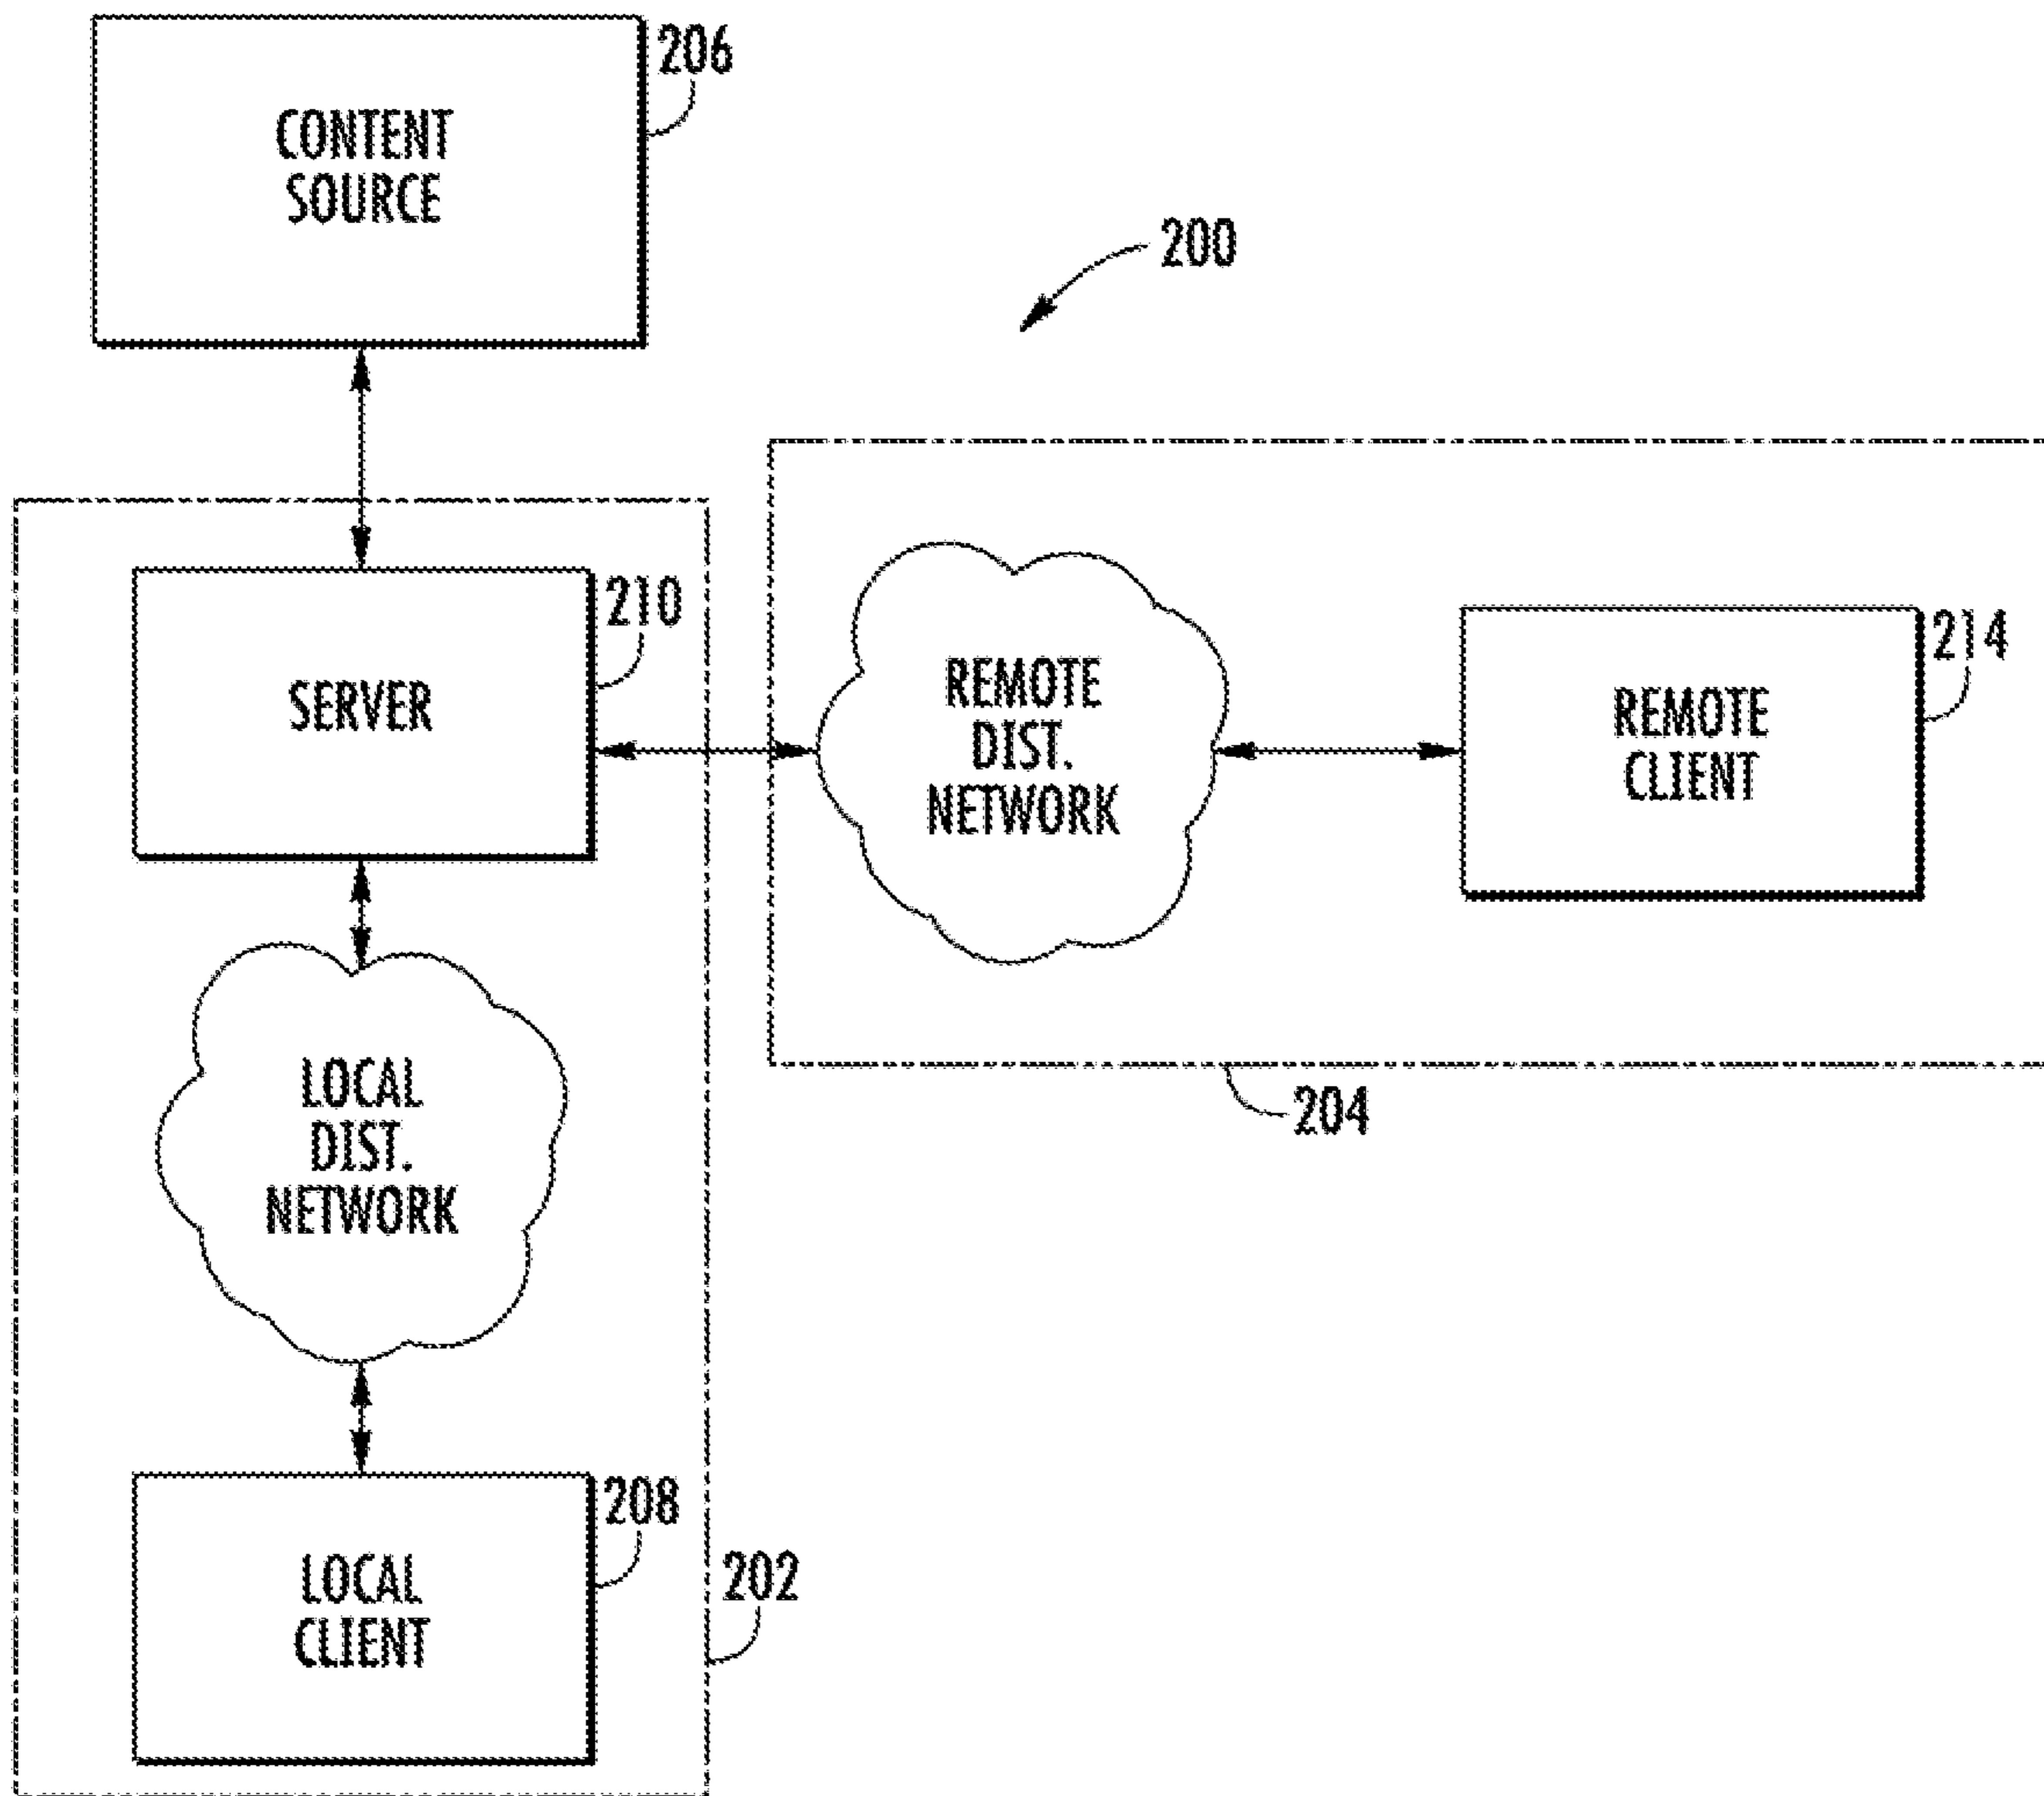 206
CONTENT
SOURCE
200
210
SERVER
REMOTE
DIST.
NETWORK
214
REMOTE
CLIENT
204
LOCAL
DIST.
NETWORK
208
LOCAL
CLIENT
202